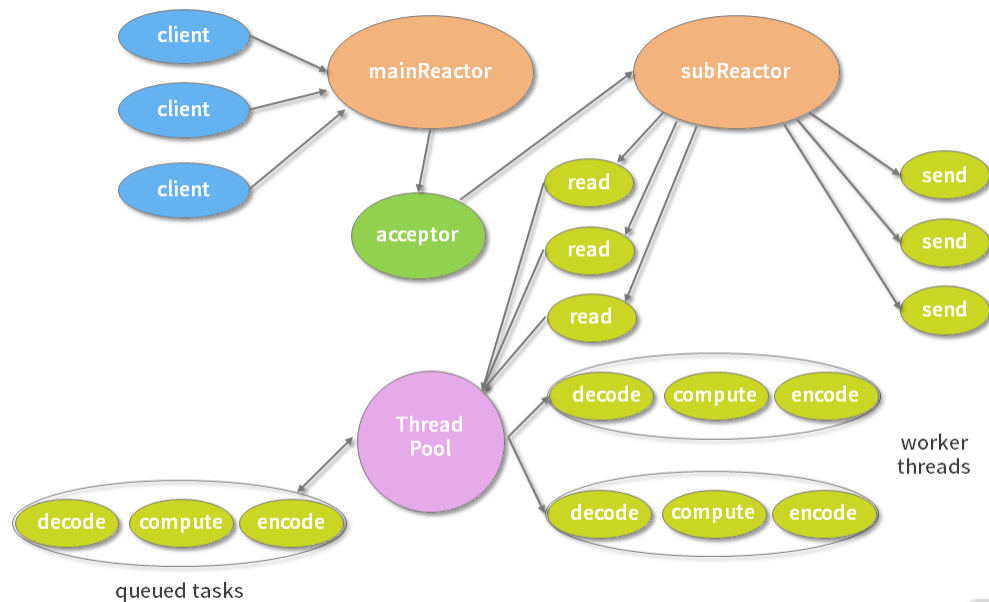 client
mainReactor
subReactor
client
client
acceptor
read
send
read
send
read
send
Thread
Pool
decode compute encode
worker
threads
decode compute encode
decode compute encode
queued tasks